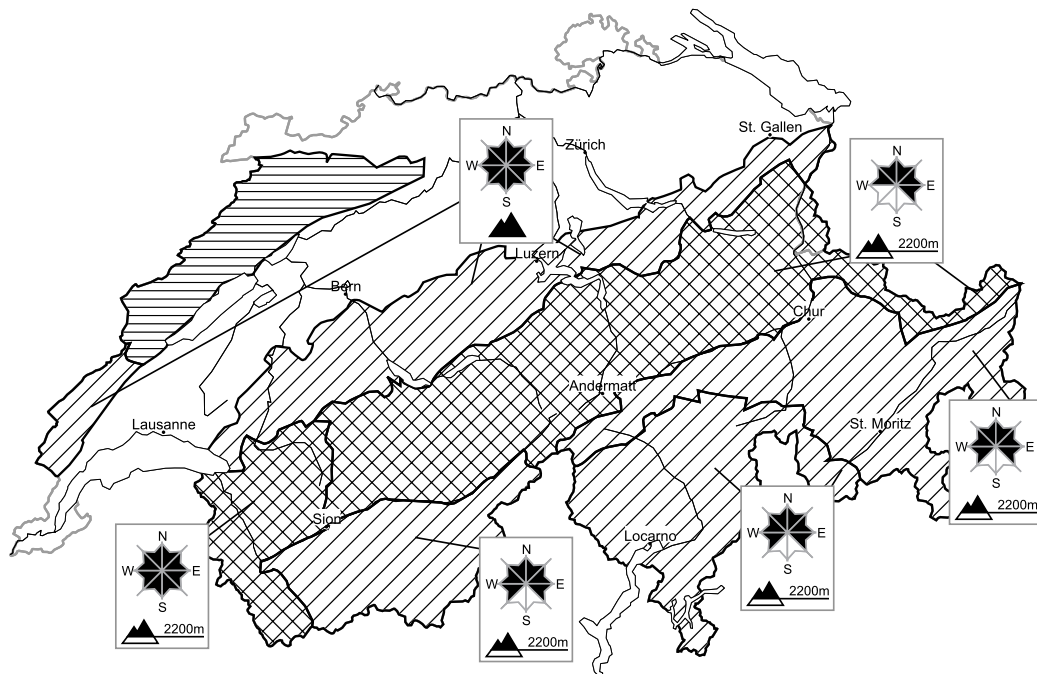 St. Gallen
Zürich
N
W E
S
N
W E
S
2200m
Luzern
Bern
Chur
Andermatt
Lausanne
St. Moritz
N
W E
S
2200m
Sion
Locarno
N
W E
S
2200m
N
W E
S
2200m
N
W E
S
2200m